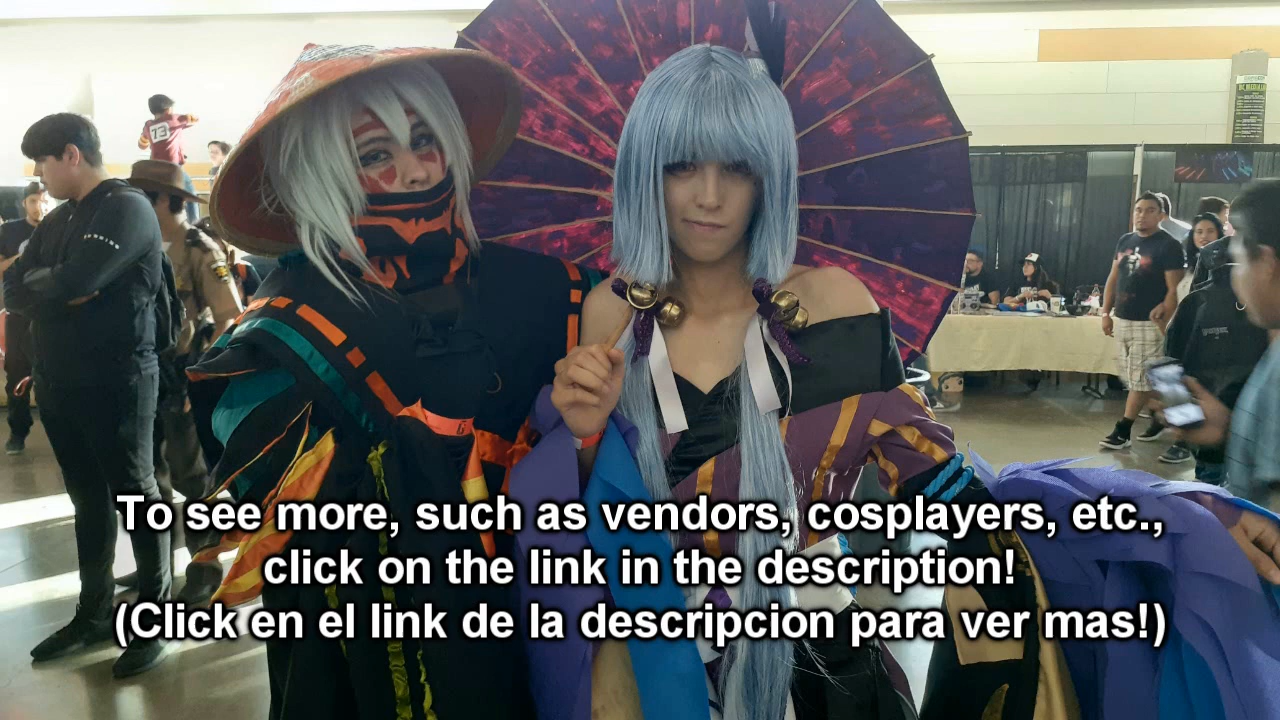 73
To see more, such as vendors, cosplayers, etc.,
click on the link in the description!
(Click en el link de la descripcion para ver mas!)